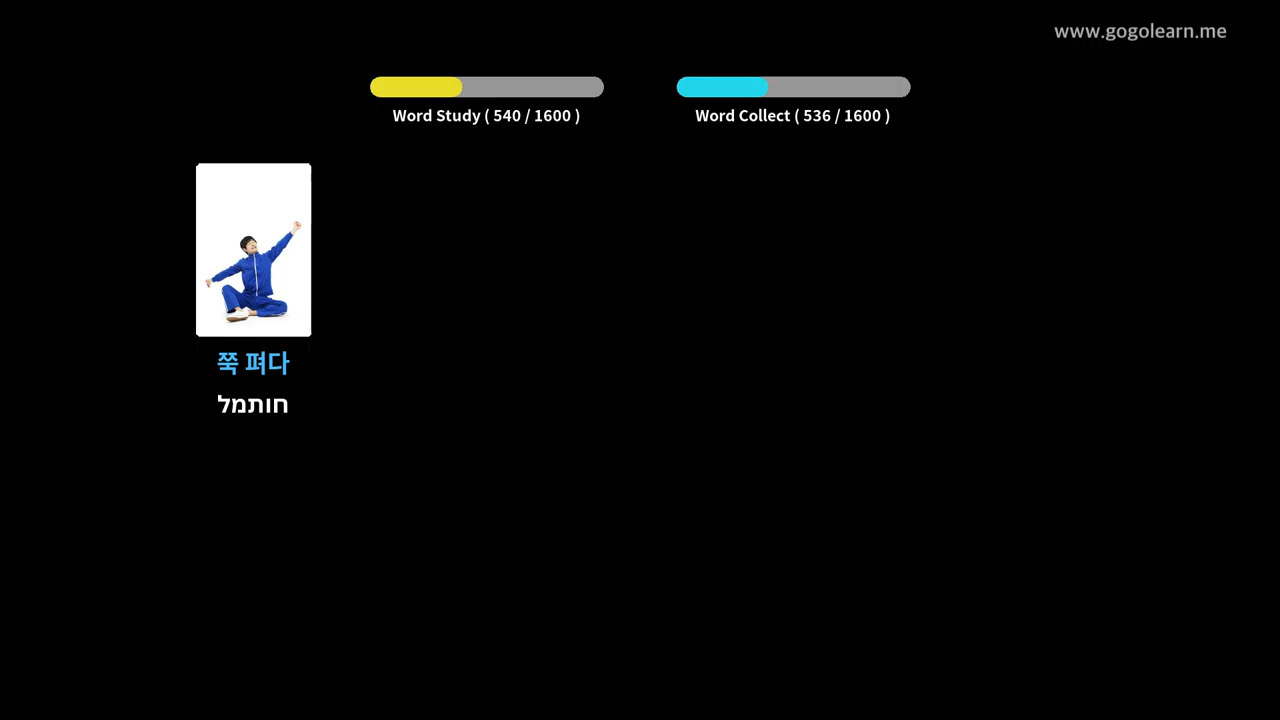 www.gogolearn.me
Word Study ( 540 / 1600 )
Word Collect ( 536 / 1600 )
쭉 펴다
חותמל